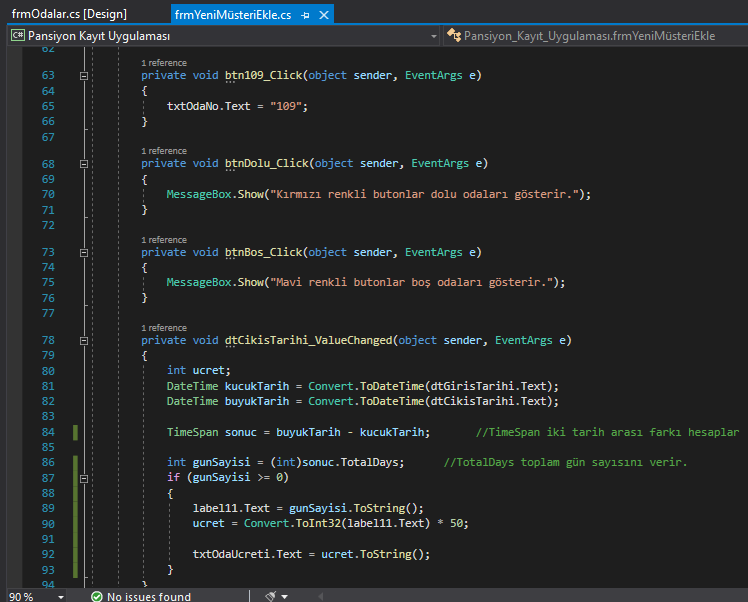 frmOdalar.cs [Design]
frmYeniMüsteriEkle.cs
C# Pansiyon Kayıt Uygulaması
Pansiyon_Kayıt_Uygulaması.frmYeniMüsteriEkle
62
1 reference
63 private void btn109_Click(object sender, EventArgs e)
64 {
65 txtOdaNo.Text = "109";
66 }
67
1 reference
68 private void btnDolu_Click(object sender, EventArgs e)
69 {
70 MessageBox.Show("Kırmızı renkli butonlar dolu odaları gösterir.");
71 }
72
1 reference
73 private void btnBos_Click(object sender, EventArgs e)
74 {
75 MessageBox.Show("Mavi renkli butonlar boş odaları gösterir.");
76 }
77
1 reference
78 private void dtCikisTarihi_ValueChanged(object sender, EventArgs e)
79 {
80 int ucret;
81 DateTime kucukTarih = Convert.ToDateTime(dtGirisTarihi.Text);
82 DateTime buyukTarih = Convert.ToDateTime(dtCikisTarihi.Text);
83
84 TimeSpan sonuc = buyukTarih - kucukTarih; //TimeSpan iki tarih arası farkı hesaplar
85
86 int gunSayisi = (int)sonuc.TotalDays; //TotalDays toplam gün sayısını verir.
87 if (gunSayisi >= 0)
88 {
89 label11.Text = gunSayisi.ToString();
90 ucret = Convert.ToInt32(label11.Text) * 50;
91
92 txtOdaUcreti.Text = ucret.ToString();
93 }
94 }
90 % No issues found